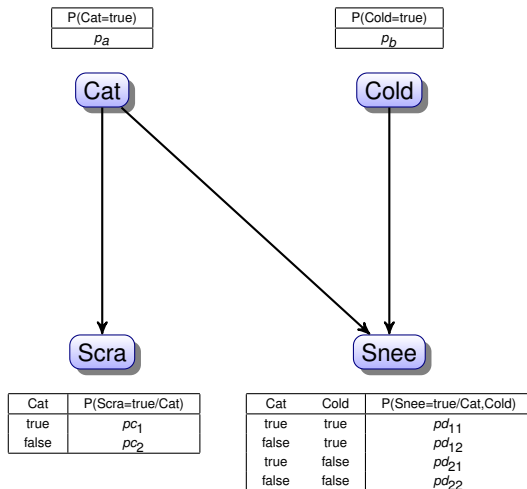 P(Cat=true) P(Cold=true)
p_a p_b
Cat Cold
Scra Snee
Cat P(Scra=true/Cat) Cat Cold P(Snee=true/Cat,Cold)
true pc_1 true true pd_11
false pc_2 false true pd_12
true false pd_21
false false pd_22